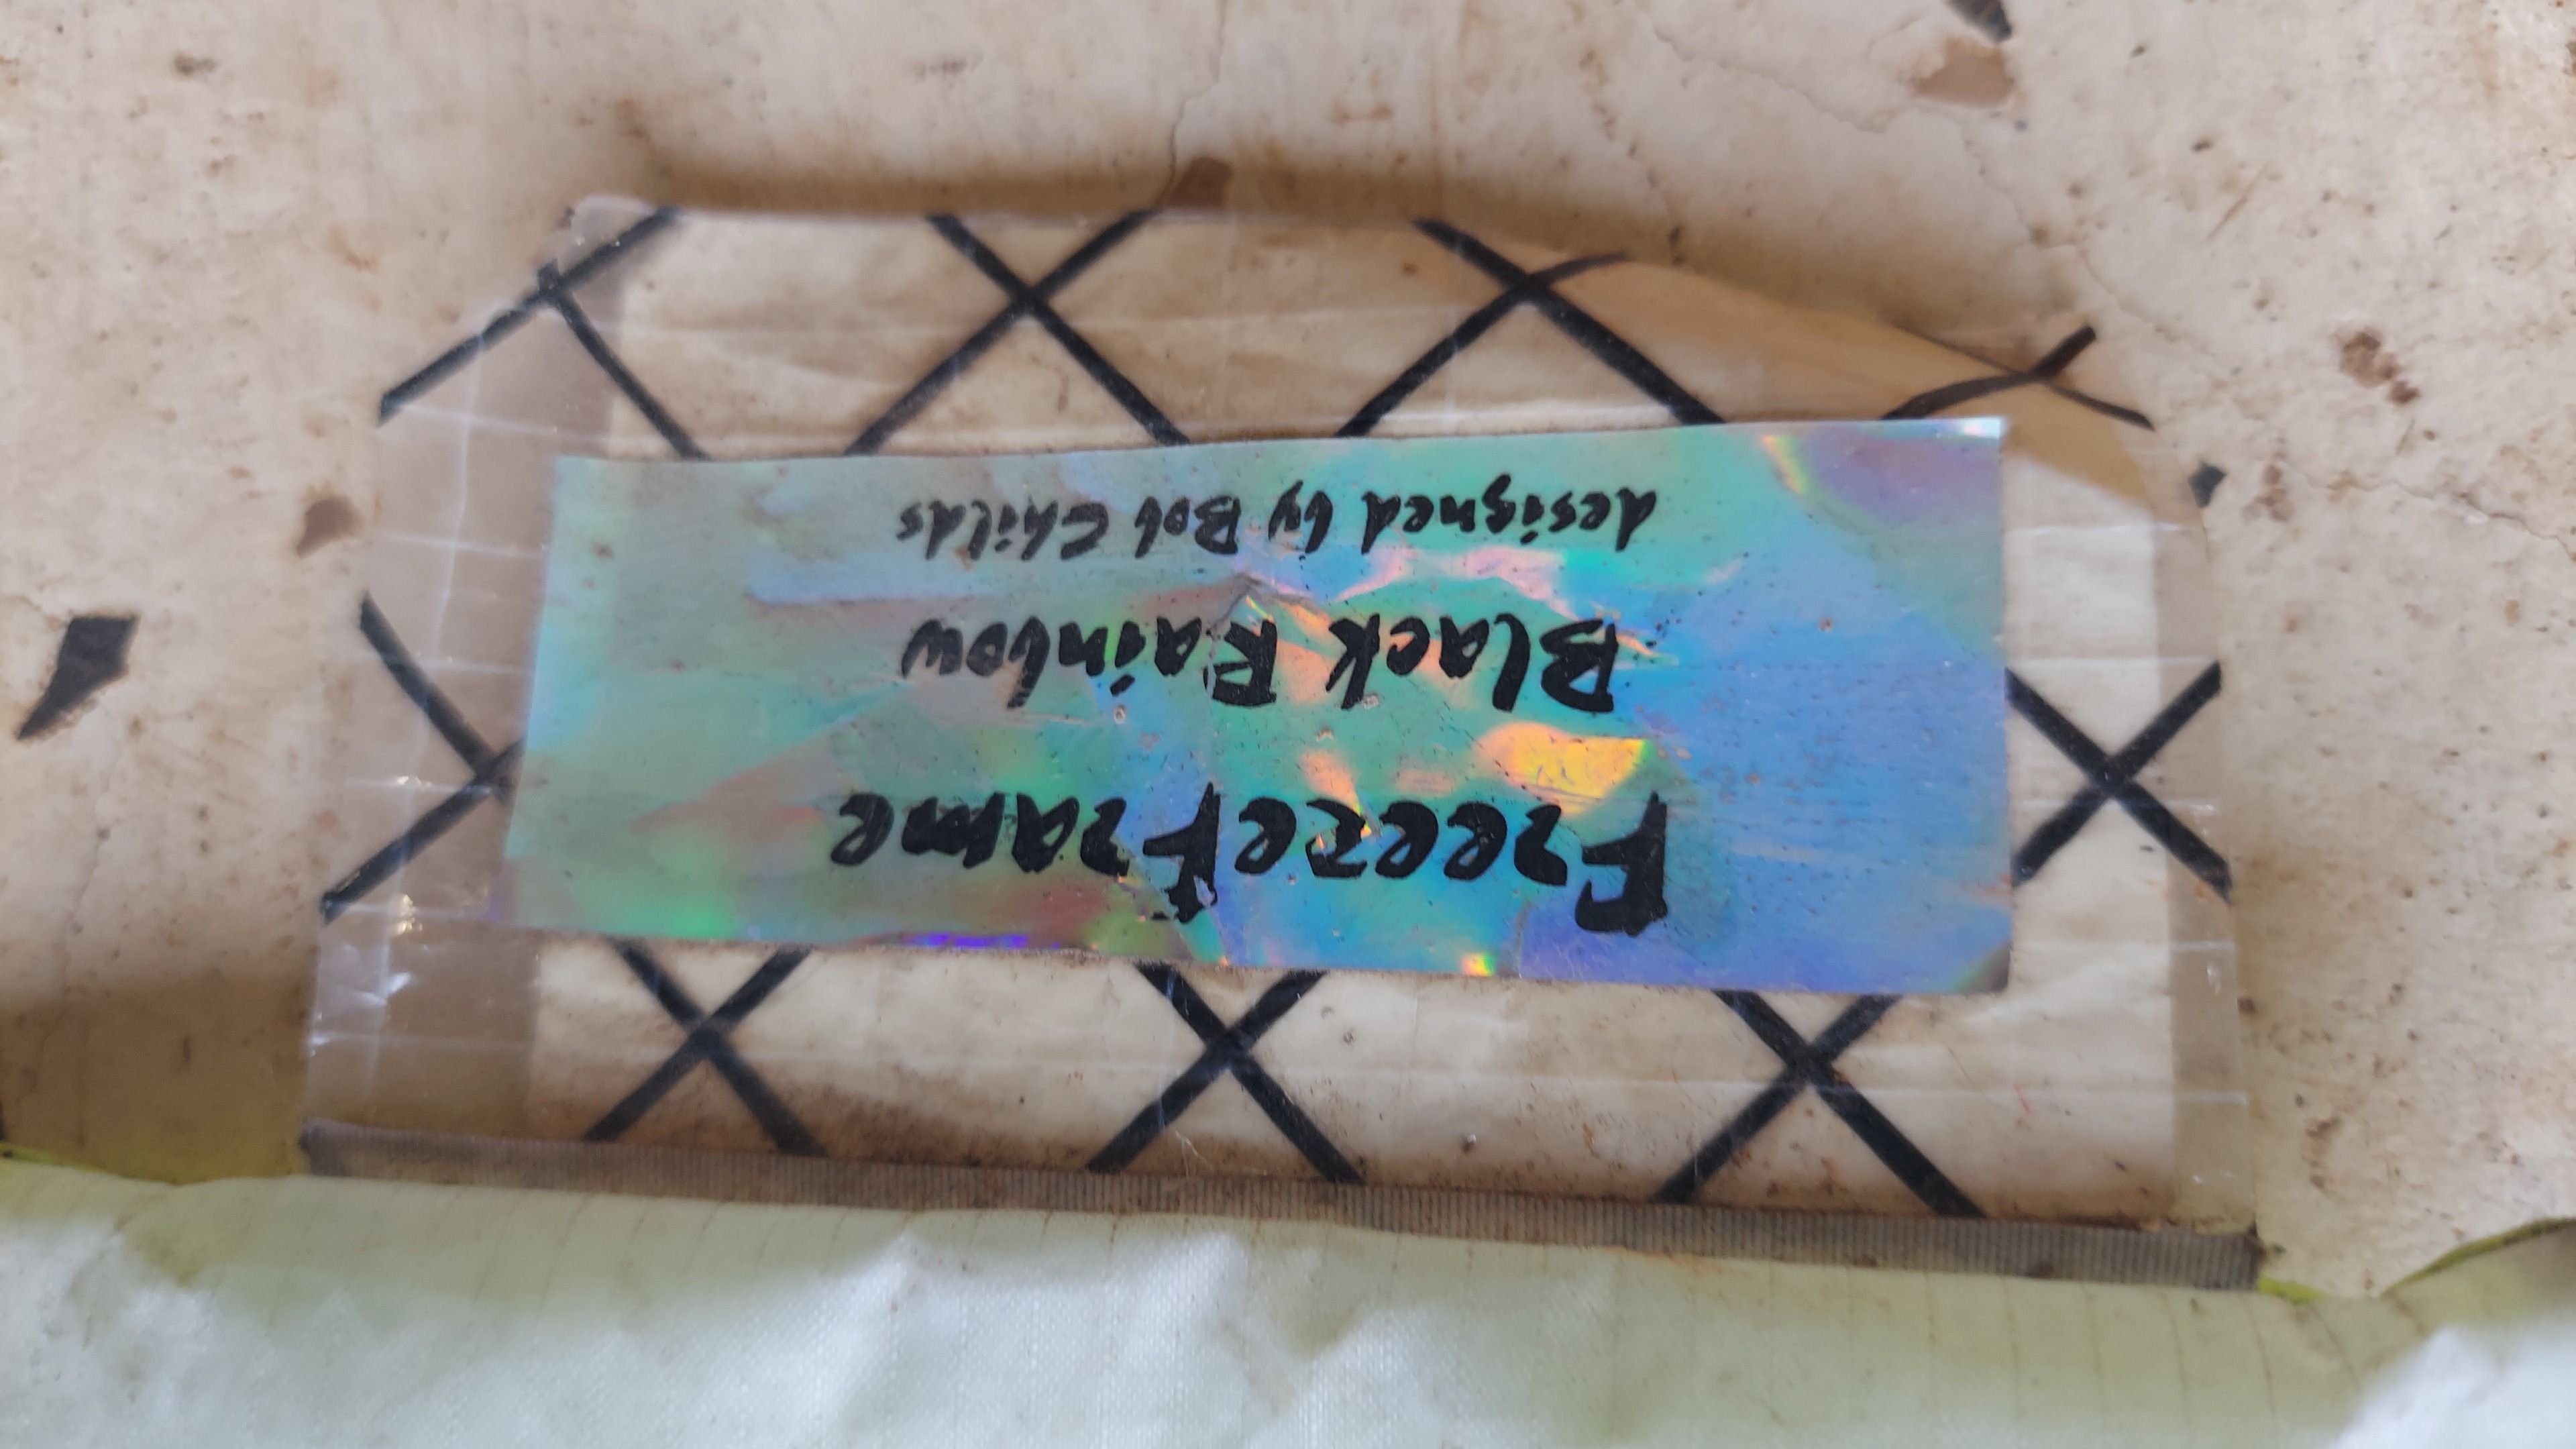 FreezeFrame
Black Rainbow
designed by Bob Childs